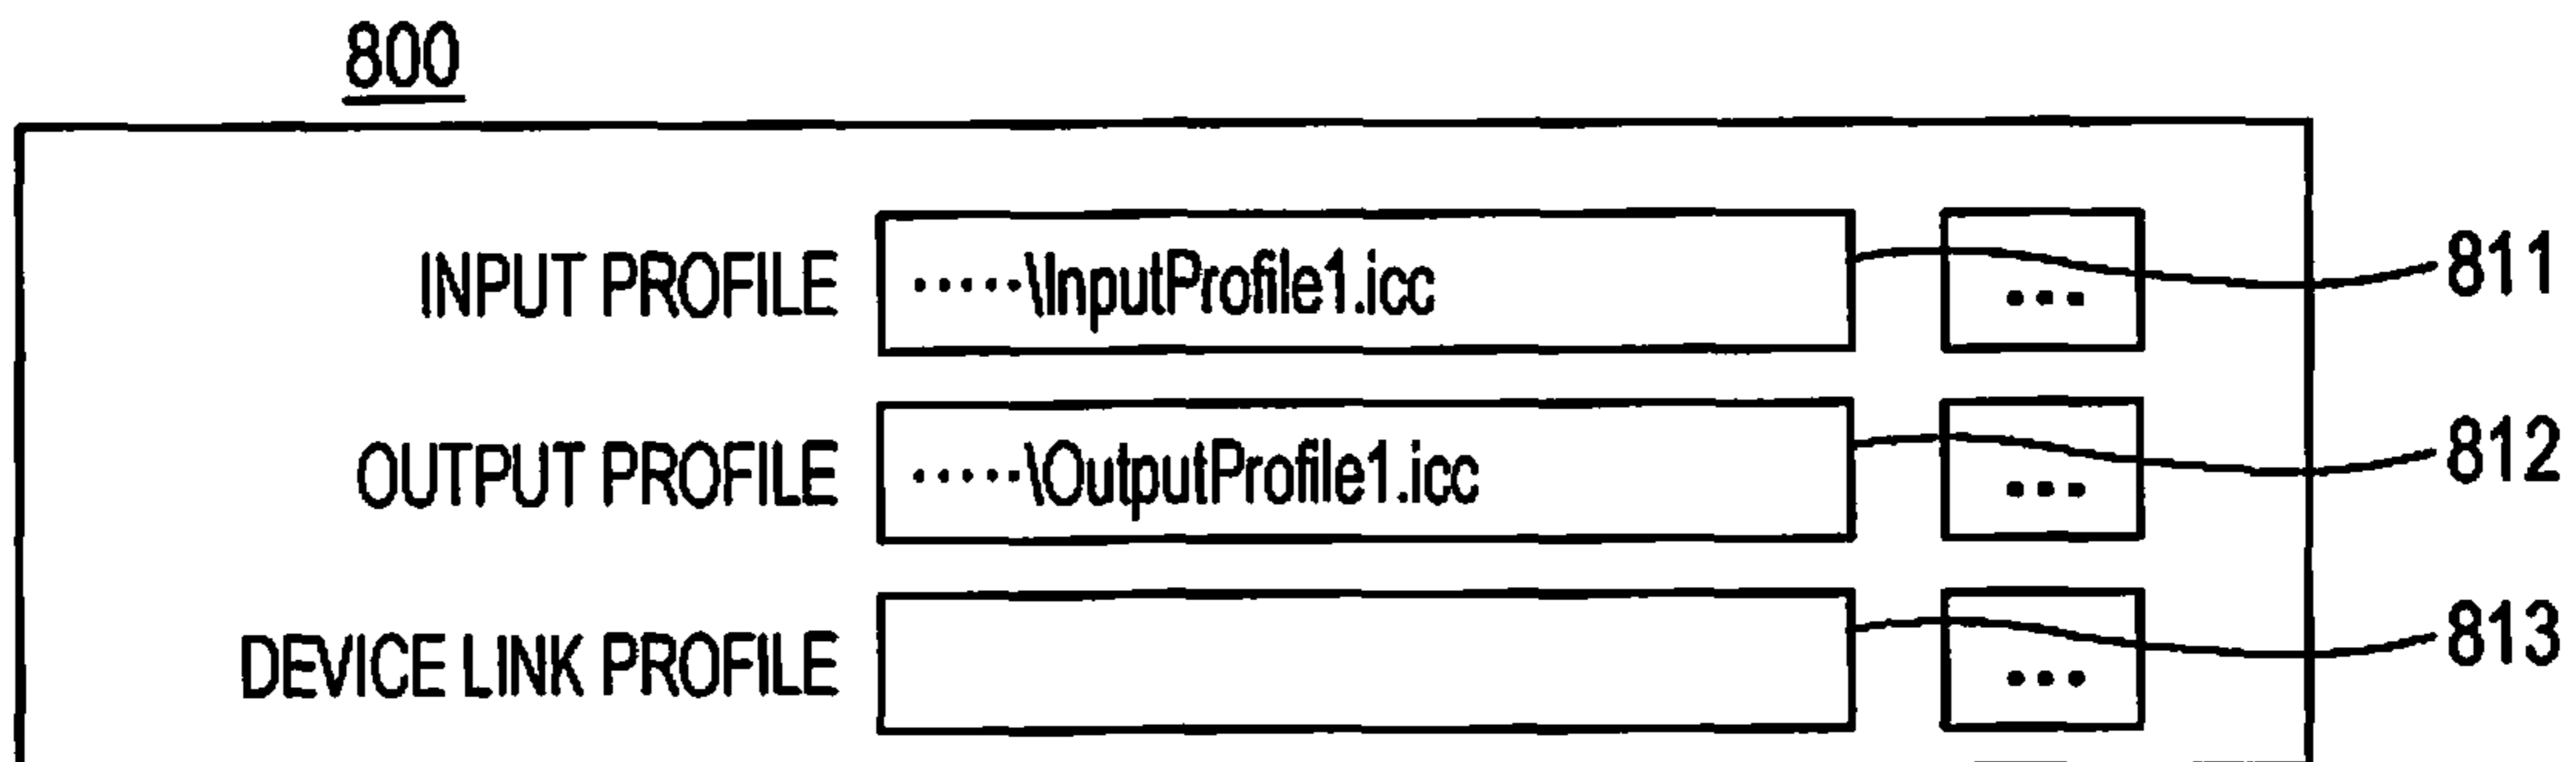 800
INPUT PROFILE ·····\InputProfile1.icc ... 811
OUTPUT PROFILE ·····\OutputProfile1.icc ... 812
DEVICE LINK PROFILE ... 813